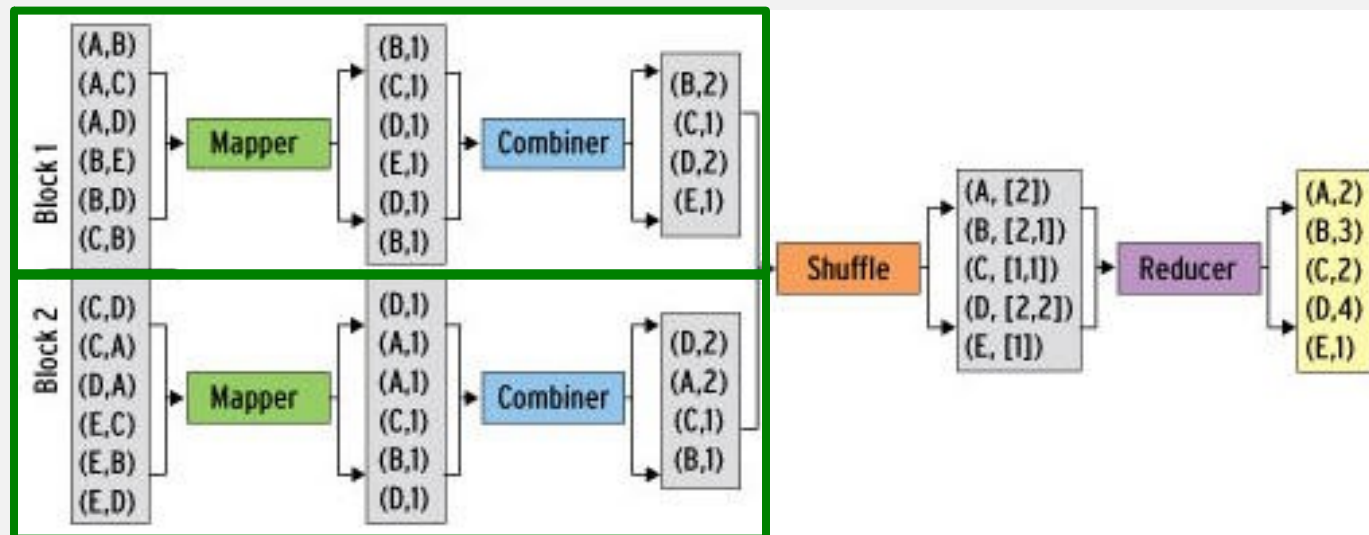 Block 1
(A,B)
(A,C)
(A,D)
(B,E)
(B,D)
(C,B)
Mapper
(B,1)
(C,1)
(D,1)
(E,1)
(D,1)
(B,1)
Combiner
(B,2)
(C,1)
(D,2)
(E,1)
Block 2
(C,D)
(C,A)
(D,A)
(E,C)
(E,B)
(E,D)
Mapper
(D,1)
(A,1)
(A,1)
(C,1)
(B,1)
(D,1)
Combiner
(D,2)
(A,2)
(C,1)
(B,1)
Shuffle
(A, [2])
(B, [2,1])
(C, [1,1])
(D, [2,2])
(E, [1])
Reducer
(A,2)
(B,3)
(C,2)
(D,4)
(E,1)